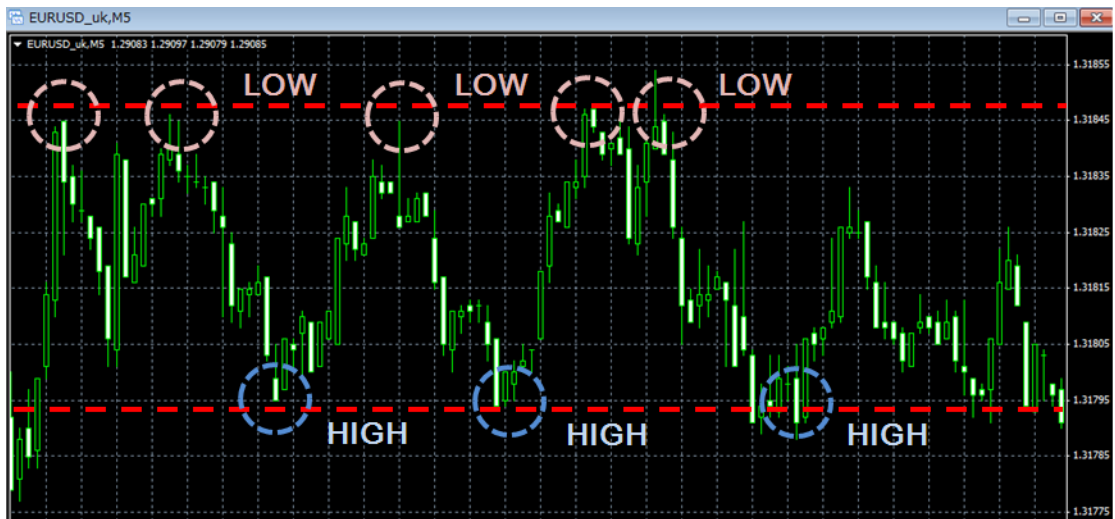 EURUSD_uk,M5
EURUSD_uk,M5 1.29083 1.29097 1.29079 1.29085
LOW LOW LOW
1.31855
1.31845
1.31835
1.31825
1.31815
1.31805
1.31795
HIGH HIGH HIGH
1.31785
1.31775